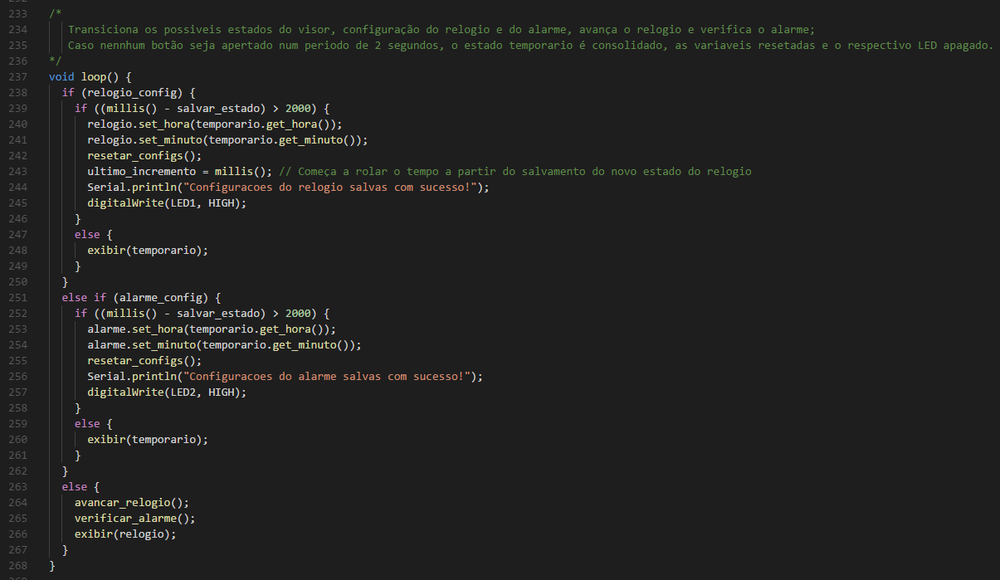 233 /*
234 Transiciona os possiveis estados do visor, configuração do relogio e do alarme, avança o relogio e verifica o alarme;
235 Caso nennhum botão seja apertado num periodo de 2 segundos, o estado temporario é consolidado, as variaveis resetadas e o respectivo LED apagado.
236 */
237 void loop() {
238 if (relogio_config) {
239 if ((millis() - salvar_estado) > 2000) {
240 relogio.set_hora(temporario.get_hora());
241 relogio.set_minuto(temporario.get_minuto());
242 resetar_configs();
243 ultimo_incremento = millis(); // Começa a rolar o tempo a partir do salvamento do novo estado do relogio
244 Serial.println("Configuracoes do relogio salvas com sucesso!");
245 digitalWrite(LED1, HIGH);
246 }
247 else {
248 exibir(temporario);
249 }
250 }
251 else if (alarme_config) {
252 if ((millis() - salvar_estado) > 2000) {
253 alarme.set_hora(temporario.get_hora());
254 alarme.set_minuto(temporario.get_minuto());
255 resetar_configs();
256 Serial.println("Configuracoes do alarme salvas com sucesso!");
257 digitalWrite(LED2, HIGH);
258 }
259 else {
260 exibir(temporario);
261 }
262 }
263 else {
264 avancar_relogio();
265 verificar_alarme();
266 exibir(relogio);
267 }
268 }